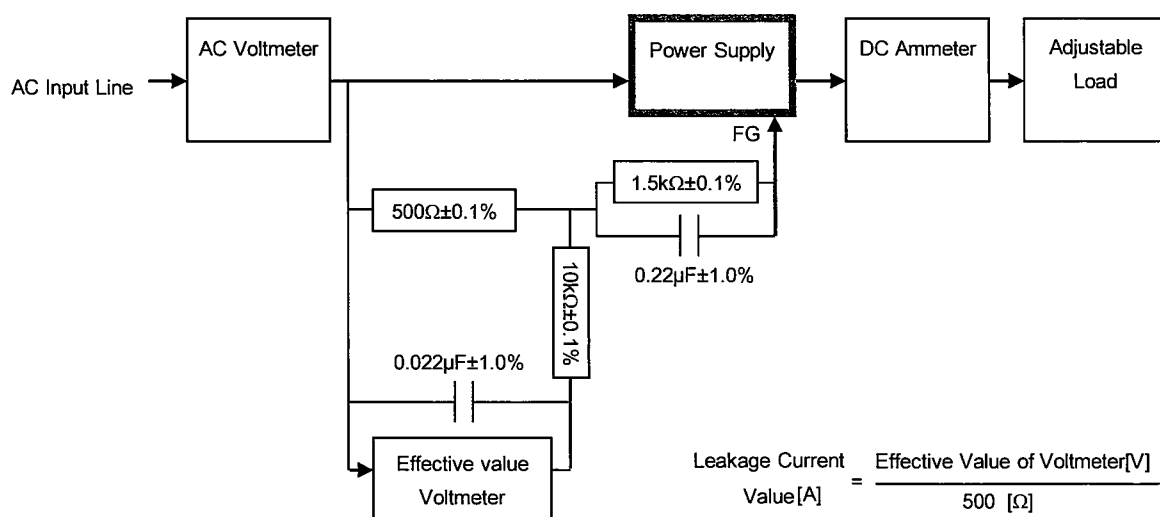 AC Input Line
AC Voltmeter
Power Supply
DC Ammeter
Adjustable
Load
FG
500Ω±0.1%
1.5kΩ±0.1%
0.22µF±1.0%
10kΩ±0.1%
0.022µF±1.0%
Effective value
Voltmeter
Leakage Current
Value[A]
=
Effective Value of Voltmeter[V]
500 [Ω]